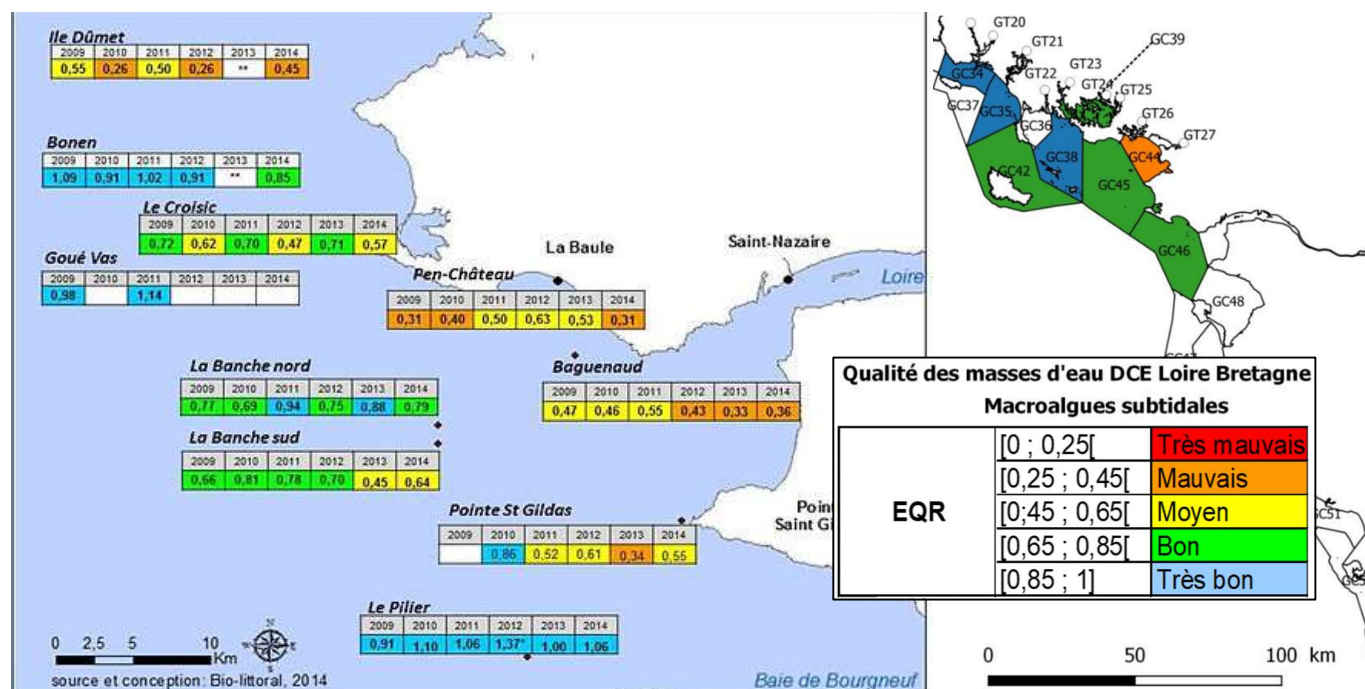 Ile Dûmet
2009 2010 2011 2012 2013 2014
0,55 0,26 0,50 0,26 ** 0,45
Bonen
2009 2010 2011 2012 2013 2014
1,09 0,91 1,02 0,91 ** 0,85
Le Croisic
2009 2010 2011 2012 2013 2014
0,72 0,62 0,70 0,47 0,71 0,57
Goué Vas
2009 2010 2011 2012 2013 2014
0,98 1,14
La Baule
Saint-Nazaire
Loire
Pen-Château
2009 2010 2011 2012 2013 2014
0,31 0,40 0,50 0,63 0,53 0,31
La Banche nord
2009 2010 2011 2012 2013 2014
0,77 0,69 0,94 0,75 0,88 0,79
Baguenaud
2009 2010 2011 2012 2013 2014
0,47 0,46 0,55 0,43 0,33 0,36
La Banche sud
2009 2010 2011 2012 2013 2014
0,66 0,81 0,78 0,70 0,45 0,64
Pointe St Gildas
2009 2010 2011 2012 2013 2014
0,86 0,52 0,61 0,34 0,55
Poin
Saint G
Le Pilier
2009 2010 2011 2012 2013 2014
0,91 1,10 1,06 1,37* 1,00 1,06
0 2,5 5 10
Km
N
W E
S
source et conception: Bio-littoral, 2014
Baie de Bourgneuf
GT20
GT21
GC39
GT22
GT23
GT24
GT25
GT26
GT27
GC34
GC37
GC35
GC36
GC38
GC44
GC42
GC45
GC46
GC48
GC51
Qualité des masses d'eau DCE Loire Bretagne
Macroalgues subtidales
EQR
[0 ; 0,25[ Très mauvais
[0,25 ; 0,45[ Mauvais
[0;45 ; 0,65[ Moyen
[0,65 ; 0,85[ Bon
[0,85 ; 1] Très bon
0 50 100 km